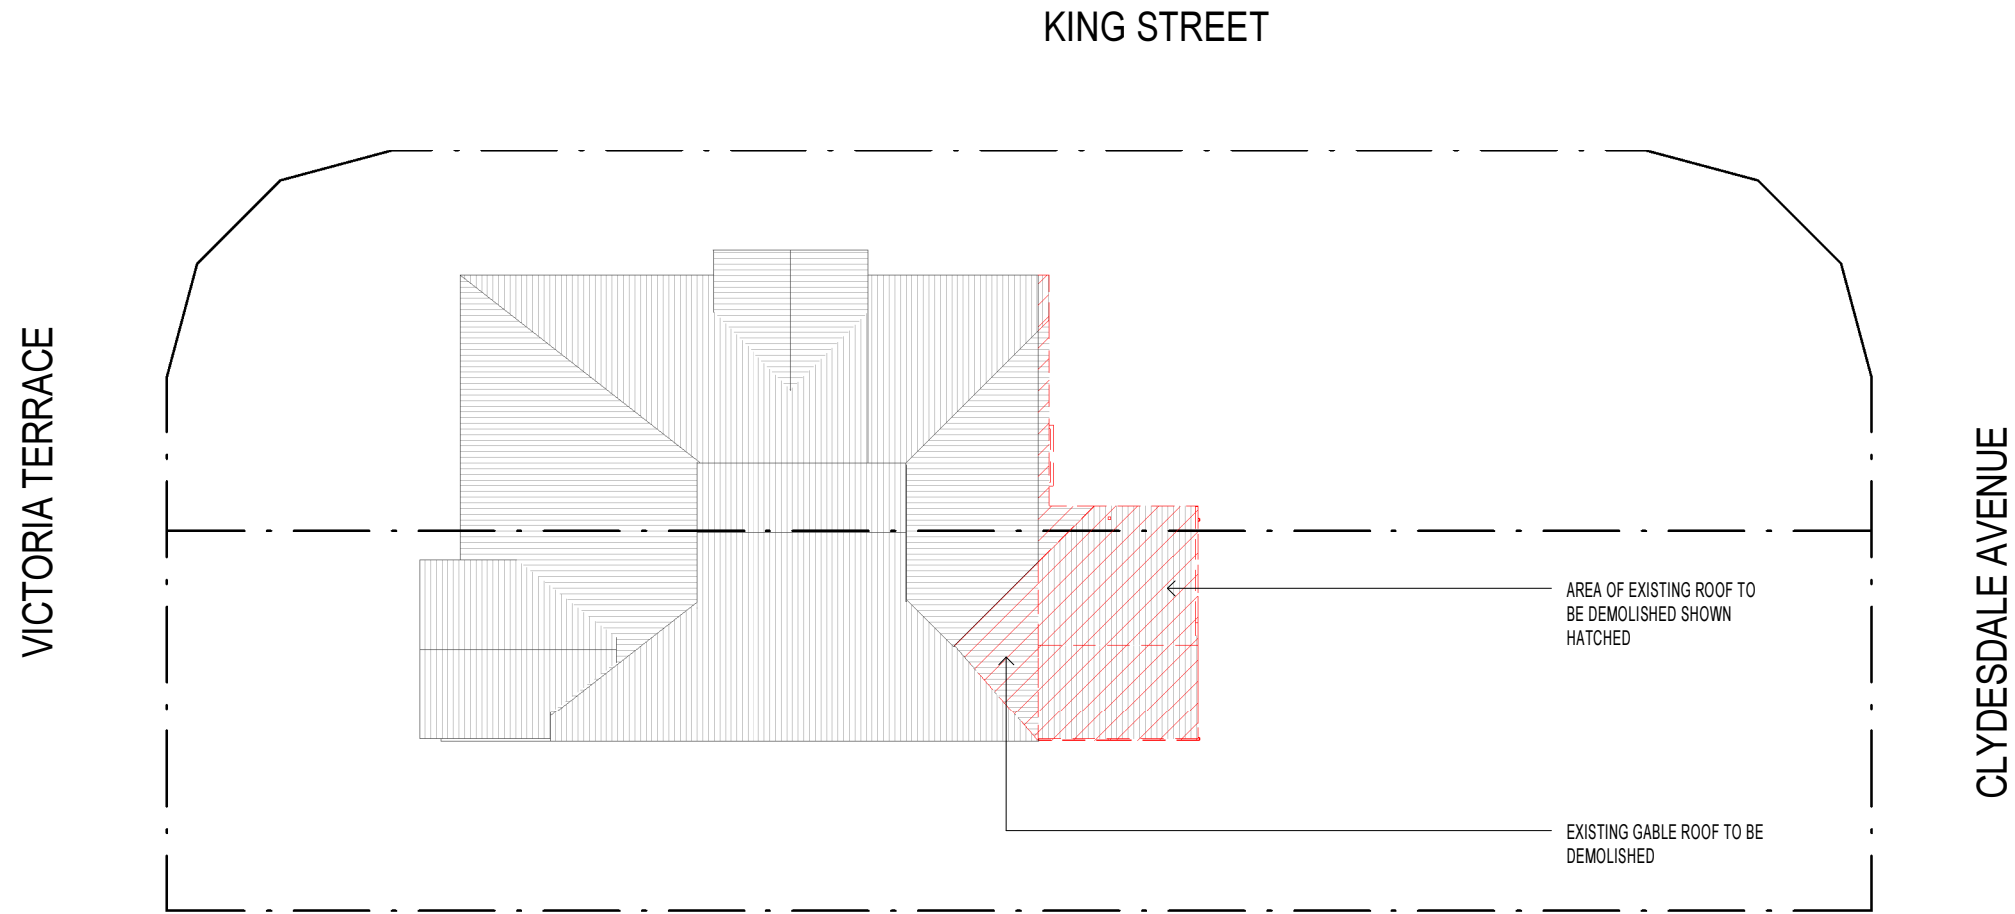 KING STREET
VICTORIA TERRACE
CLYDESDALE AVENUE
AREA OF EXISTING ROOF TO
BE DEMOLISHED SHOWN
HATCHED
EXISTING GABLE ROOF TO BE
DEMOLISHED